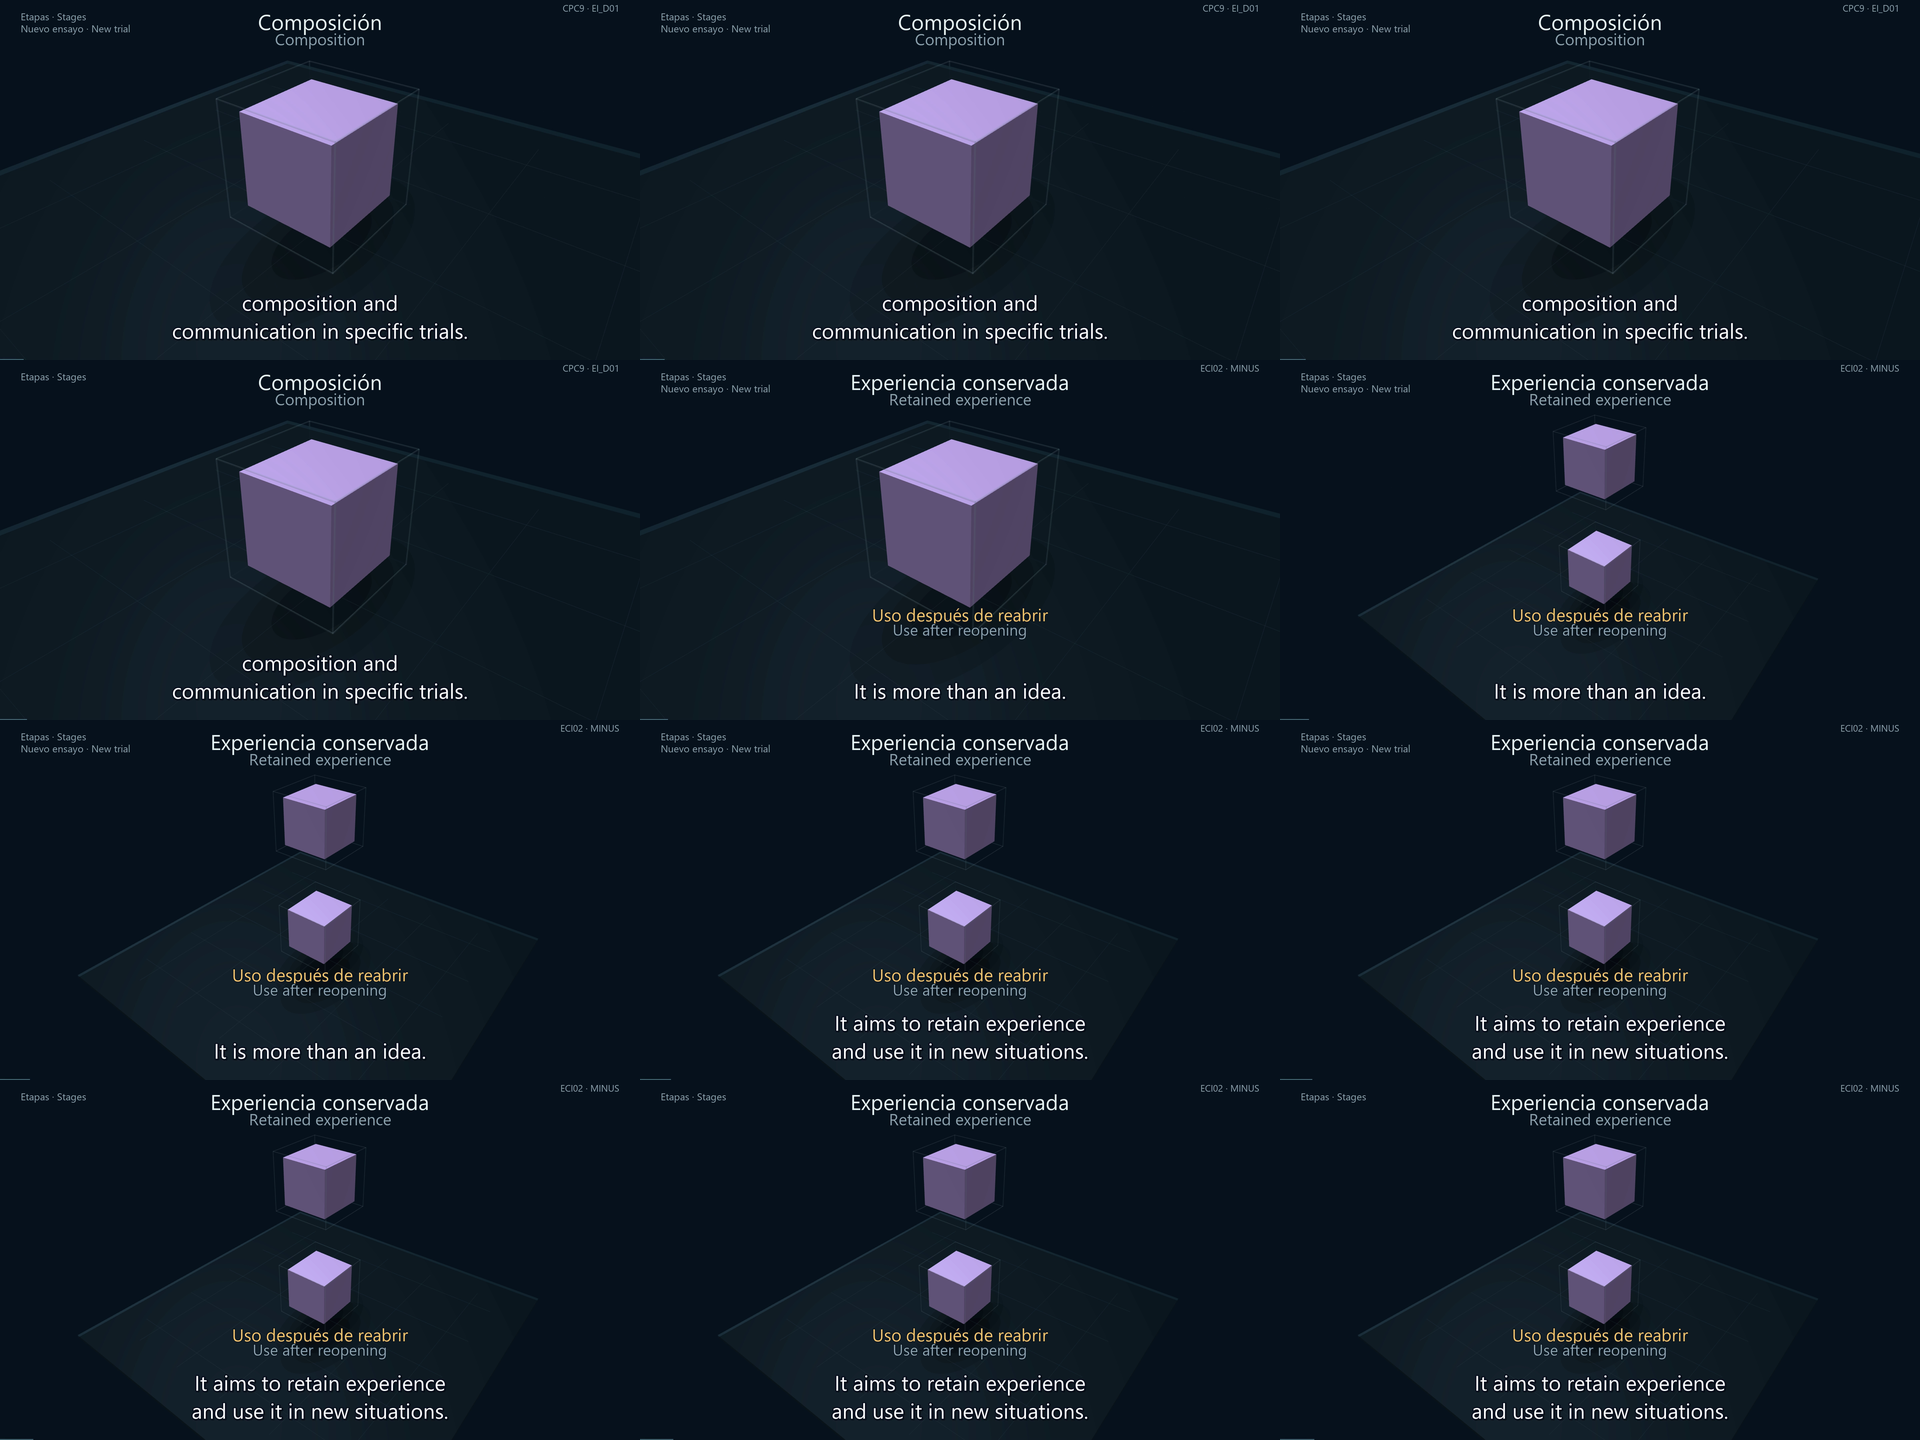 Etapas · Stages
Nuevo ensayo · New trial
CPC9 · EI_D01
Composición
Composition
composition and
communication in specific trials.
Etapas · Stages
Nuevo ensayo · New trial
CPC9 · EI_D01
Composición
Composition
composition and
communication in specific trials.
Etapas · Stages
Nuevo ensayo · New trial
CPC9 · EI_D01
Composición
Composition
composition and
communication in specific trials.
Etapas · Stages
CPC9 · EI_D01
Composición
Composition
composition and
communication in specific trials.
Etapas · Stages
Nuevo ensayo · New trial
ECI02 · MINUS
Experiencia conservada
Retained experience
Uso después de reabrir
Use after reopening
It is more than an idea.
Etapas · Stages
Nuevo ensayo · New trial
ECI02 · MINUS
Experiencia conservada
Retained experience
Uso después de reabrir
Use after reopening
It is more than an idea.
Etapas · Stages
Nuevo ensayo · New trial
ECI02 · MINUS
Experiencia conservada
Retained experience
Uso después de reabrir
Use after reopening
It is more than an idea.
Etapas · Stages
Nuevo ensayo · New trial
ECI02 · MINUS
Experiencia conservada
Retained experience
Uso después de reabrir
Use after reopening
It aims to retain experience
and use it in new situations.
Etapas · Stages
Nuevo ensayo · New trial
ECI02 · MINUS
Experiencia conservada
Retained experience
Uso después de reabrir
Use after reopening
It aims to retain experience
and use it in new situations.
Etapas · Stages
ECI02 · MINUS
Experiencia conservada
Retained experience
Uso después de reabrir
Use after reopening
It aims to retain experience
and use it in new situations.
Etapas · Stages
ECI02 · MINUS
Experiencia conservada
Retained experience
Uso después de reabrir
Use after reopening
It aims to retain experience
and use it in new situations.
Etapas · Stages
ECI02 · MINUS
Experiencia conservada
Retained experience
Uso después de reabrir
Use after reopening
It aims to retain experience
and use it in new situations.